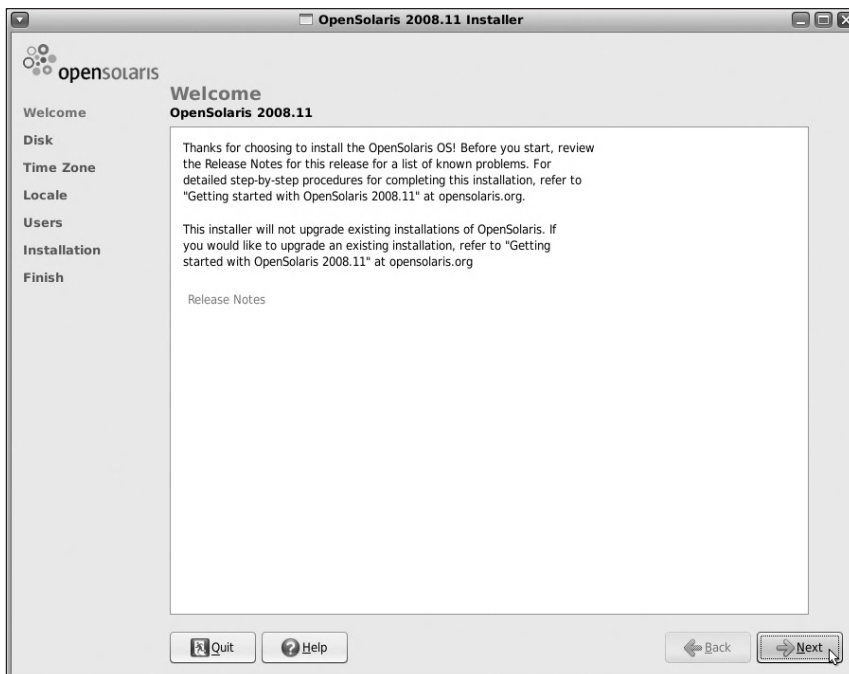 OpenSolaris 2008.11 Installer
opensolaris
Welcome
OpenSolaris 2008.11
Welcome
Disk
Time Zone
Locale
Users
Installation
Finish
Thanks for choosing to install the OpenSolaris OS! Before you start, review
the Release Notes for this release for a list of known problems. For
detailed step-by-step procedures for completing this installation, refer to
"Getting started with OpenSolaris 2008.11" at opensolaris.org.
This installer will not upgrade existing installations of OpenSolaris. If
you would like to upgrade an existing installation, refer to "Getting
started with OpenSolaris 2008.11" at opensolaris.org
Release Notes
Quit
Help
Back
Next